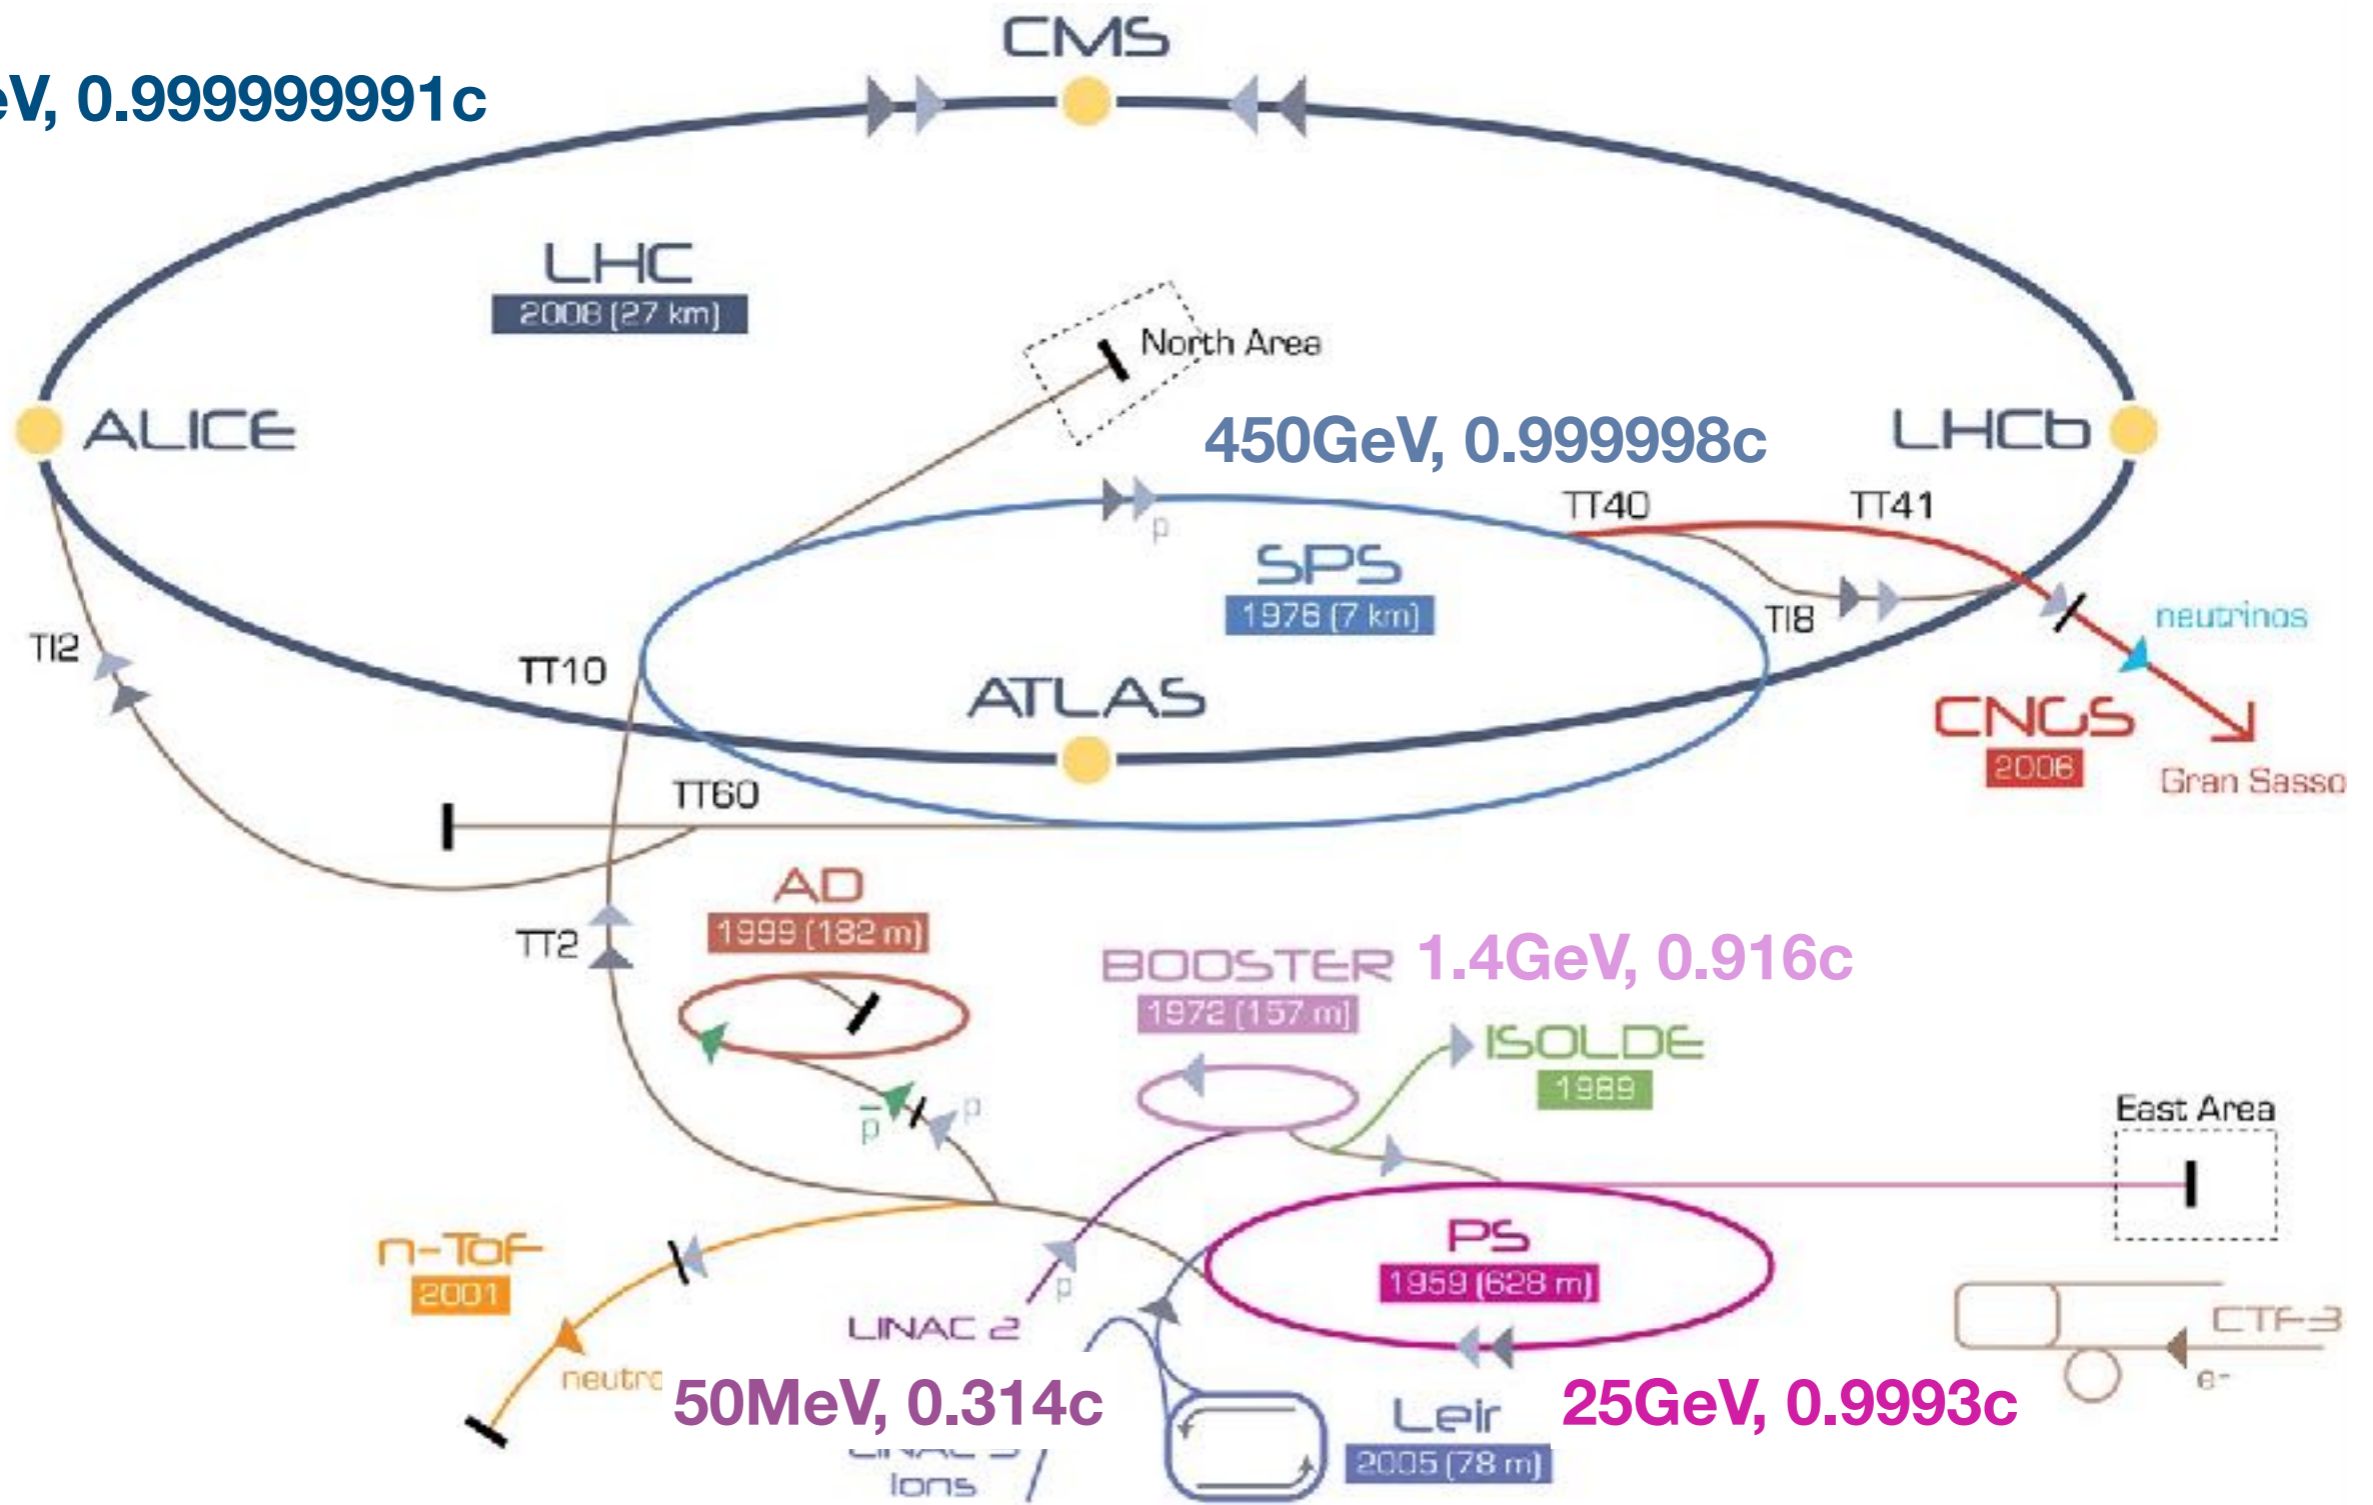 CMS
eV, 0.999999991c
LHC
2008 (27 km)
North Area
ALICE
450GeV, 0.999998c
LHCb
TT40
TT41
p
SPS
1976 (7 km)
TI8
neutrinos
TI2
TT10
ATLAS
CNGS
2006
Gran Sasso
TT60
AD
1999 (182 m)
TT2
BOOSTER
1.4GeV, 0.916c
1972 (157 m)
ISOLDE
1989
p̅
p
East Area
n-ToF
2001
PS
1959 (628 m)
p
LINAC 2
CTF-3
neutro
e-
50MeV, 0.314c
Leir
25GeV, 0.9993c
2005 (78 m)
Ions